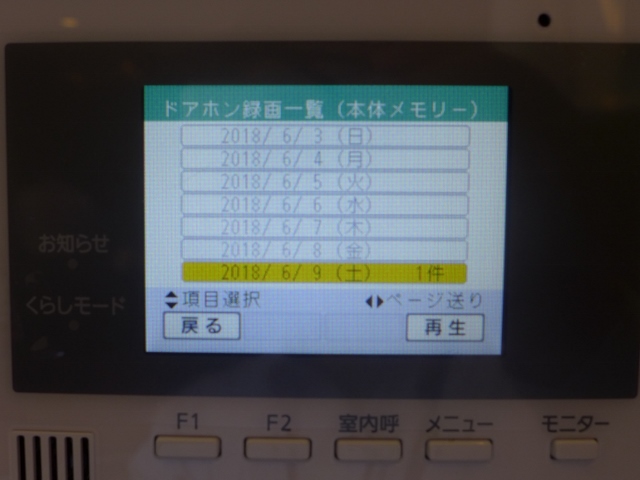 ドアホン録画一覧（本体メモリー）
2018/ 6/ 3（日）
2018/ 6/ 4（月）
2018/ 6/ 5（火）
2018/ 6/ 6（水）
2018/ 6/ 7（木）
2018/ 6/ 8（金）
2018/ 6/ 9（土） 1件
項目選択 ページ送り
戻る 再生
お知らせ
くらしモード
F1 F2 室内呼 メニュー モニター